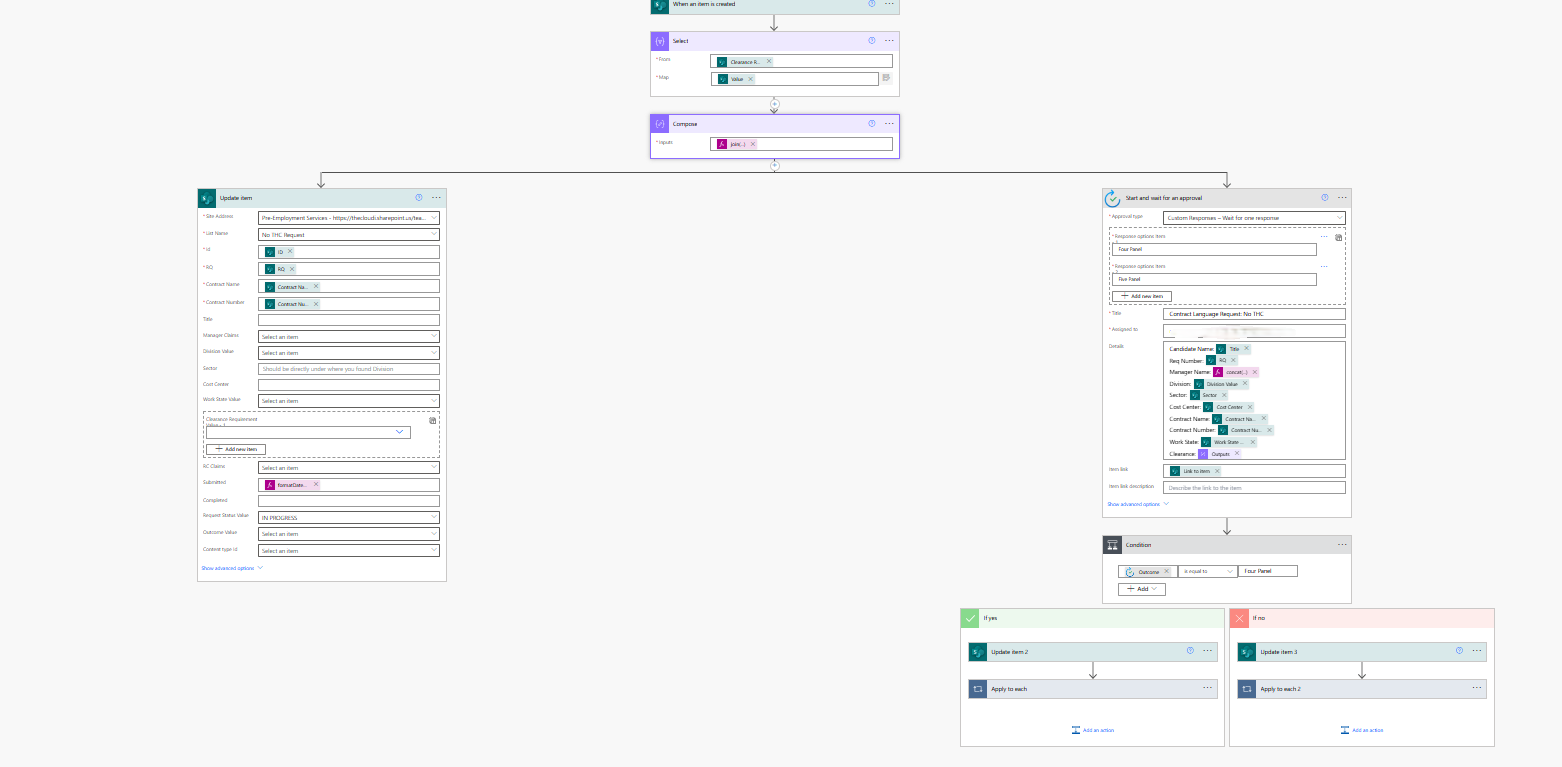 When an item is created
Select
* From
Clearance R...
* Map
Value
Compose
* Inputs
join(...)
Update item
* Site Address
Pre-Employment Services - https://thecloud.sharepoint.us/tea...
* List Name
No THC Request
* Id
ID
* RQ
RQ
* Contract Name
Contract Na...
* Contract Number
Contract Nu...
Title
Manager Claims
Select an item
Division Value
Select an item
Sector
Should be directly under where you found Division
Cost Center
Work State Value
Select an item
Clearance Requirement
Add new item
RC Claims
Select an item
Submitted
formatDate...
Completed
Request Status Value
IN PROGRESS
Outcome Value
Select an item
Content type Id
Select an item
Show advanced options
Start and wait for an approval
* Approval type
Custom Responses – Wait for one response
* Response options Item
Four Panel
* Response options Item
Five Panel
Add new item
* Title
Contract Language Request: No THC
* Assigned to
Details
Candidate Name: Title
Req Number: RQ
Manager Name: concat(...)
Division: Division Value
Sector: Sector
Cost Center: Cost Center
Contract Name: Contract Na...
Contract Number: Contract Nu...
Work State: Work State ...
Clearance: Outputs
Item link
Link to item
Item link description
Describe the link to the item
Show advanced options
Condition
Outcome
is equal to
Four Panel
Add
If yes
Update item 2
Apply to each
Add an action
If no
Update item 3
Apply to each 2
Add an action